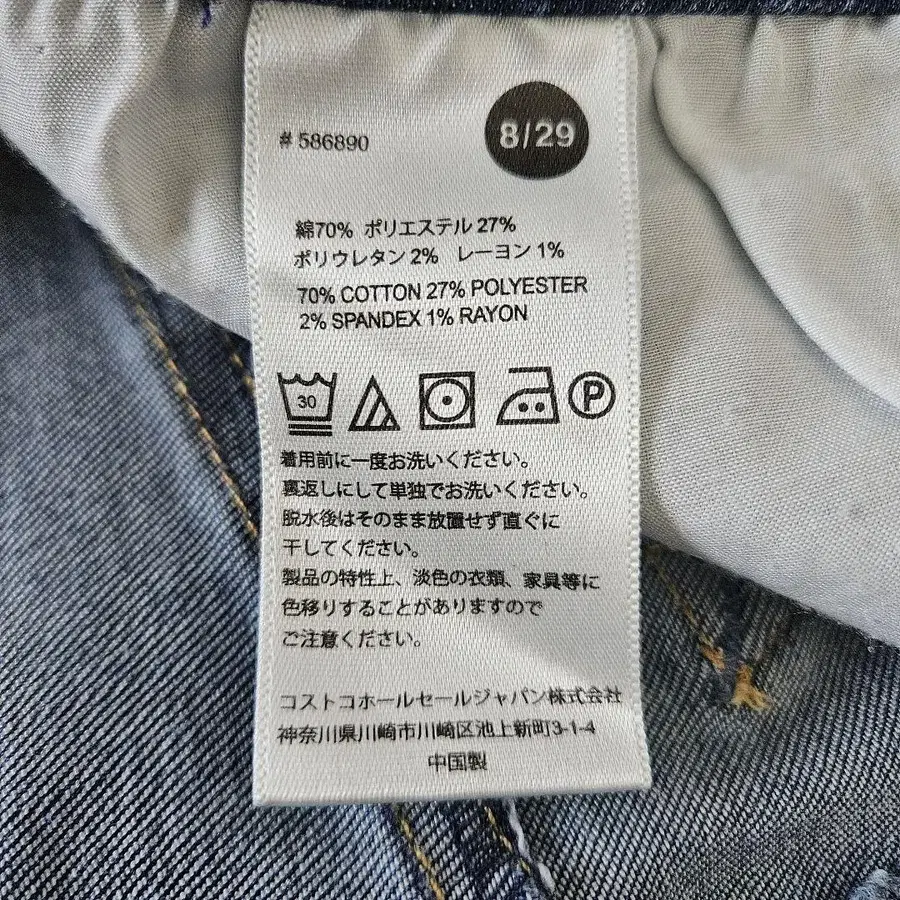 # 586890
8/29
綿70% ポリエステル 27%
ポリウレタン 2% レーヨン 1%
70% COTTON 27% POLYESTER
2% SPANDEX 1% RAYON
30
P
着用前に一度お洗いください。
裏返しにして単独でお洗いください。
脱水後はそのまま放置せず直ぐに
干してください。
製品の特性上、淡色の衣類、家具等に
色移りすることがありますので
ご注意ください。
コストコホールセールジャパン株式会社
神奈川県川崎市川崎区池上新町3-1-4
中国製